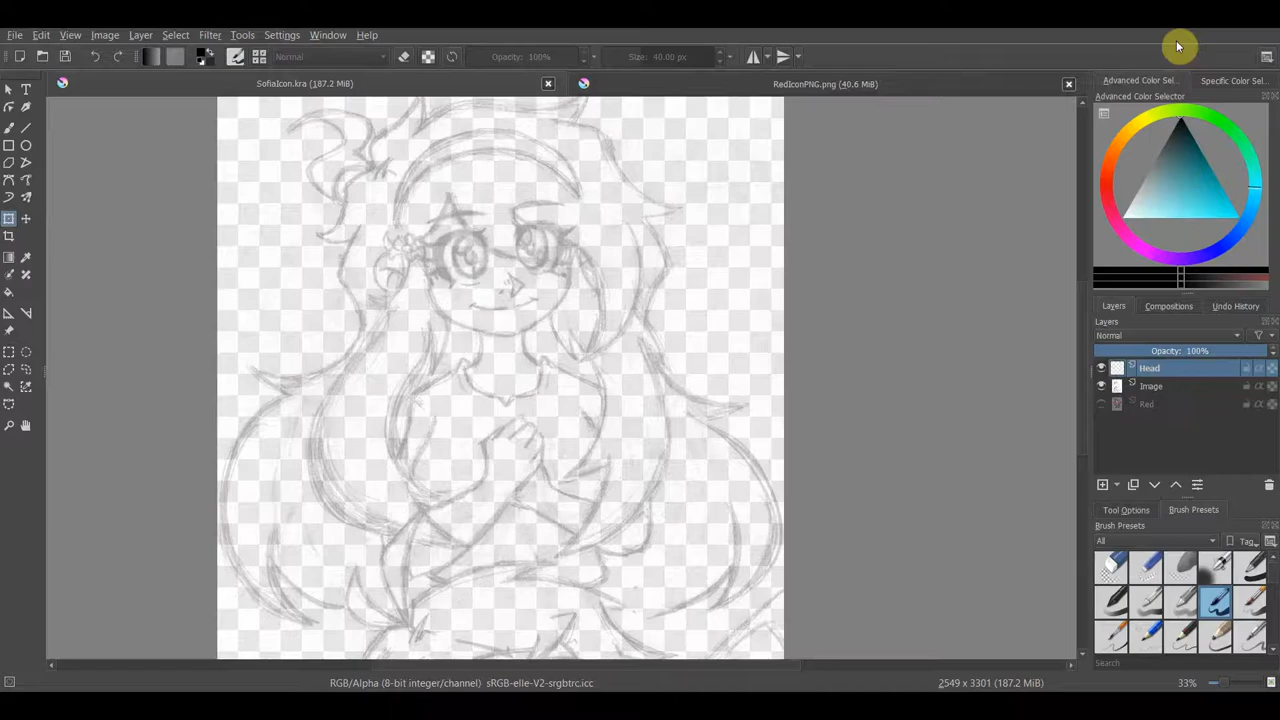 File Edit View Image Layer Select Filter Tools Settings Window Help
Normal Opacity: 100% Size: 40.00 px
SofiaIcon.kra (187.2 MiB) RedIconPNG.png (40.6 MiB)
Advanced Color Sel... Specific Color Sel...
Advanced Color Selector
Layers Compositions Undo History
Layers
Normal
Opacity: 100%
Head
Image
Red
Tool Options Brush Presets
Brush Presets
All Tag
Search
RGB/Alpha (8-bit integer/channel) sRGB-elle-V2-srgbtrc.icc 2549 x 3301 (187.2 MiB) 33%